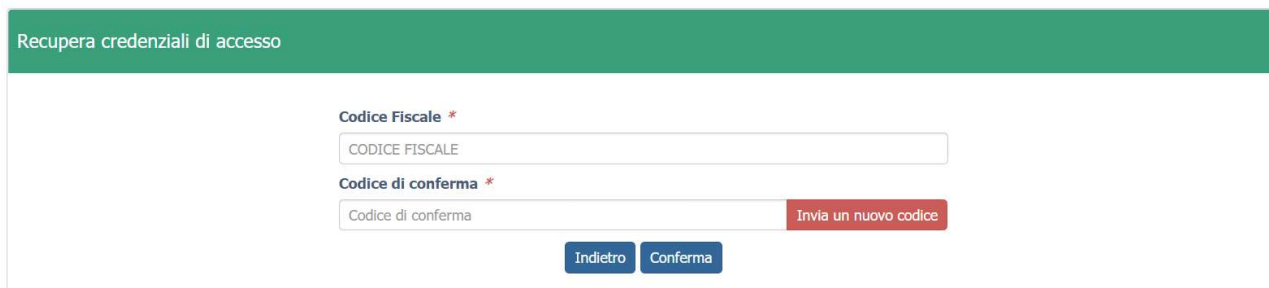 Recupera credenziali di accesso
Codice Fiscale *
CODICE FISCALE
Codice di conferma *
Codice di conferma Invia un nuovo codice
Indietro Conferma